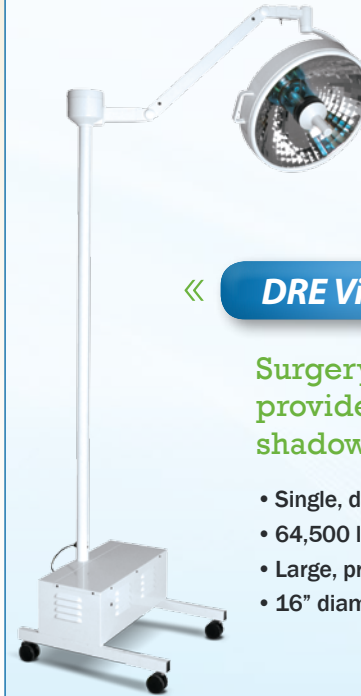 « DRE Vi
Surgery
provide
shadow
• Single, d
• 64,500 l
• Large, pr
• 16” diam